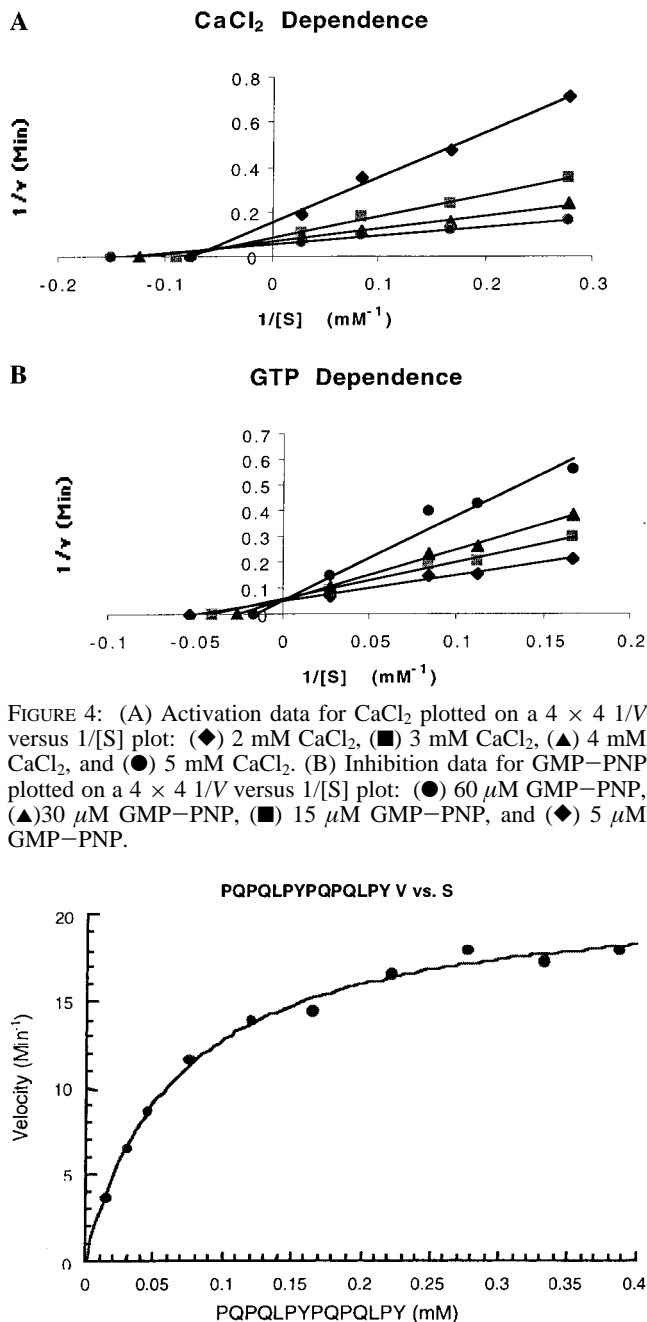 A
CaCl₂ Dependence
1/v (Min)
0.8
0.6
0.4
0.2
0
-0.2
-0.1
0
0.1
0.2
0.3
1/[S] (mM⁻¹)
B
GTP Dependence
1/v (Min)
0.7
0.6
0.5
0.4
0.3
0.2
0.1
0
-0.1
-0.05
0
0.05
0.1
0.15
0.2
1/[S] (mM⁻¹)
FIGURE 4: (A) Activation data for CaCl₂ plotted on a 4 × 4 1/V
versus 1/[S] plot: (◆) 2 mM CaCl₂, (■) 3 mM CaCl₂, (▲) 4 mM
CaCl₂, and (●) 5 mM CaCl₂. (B) Inhibition data for GMP−PNP
plotted on a 4 × 4 1/V versus 1/[S] plot: (●) 60 μM GMP−PNP,
(▲)30 μM GMP−PNP, (■) 15 μM GMP−PNP, and (◆) 5 μM
GMP−PNP.
PQPQLPYPQPQLPY V vs. S
Velocity (Min⁻¹)
20
15
10
5
0
0
0.05
0.1
0.15
0.2
0.25
0.3
0.35
0.4
PQPQLPYPQPQLPY (mM)